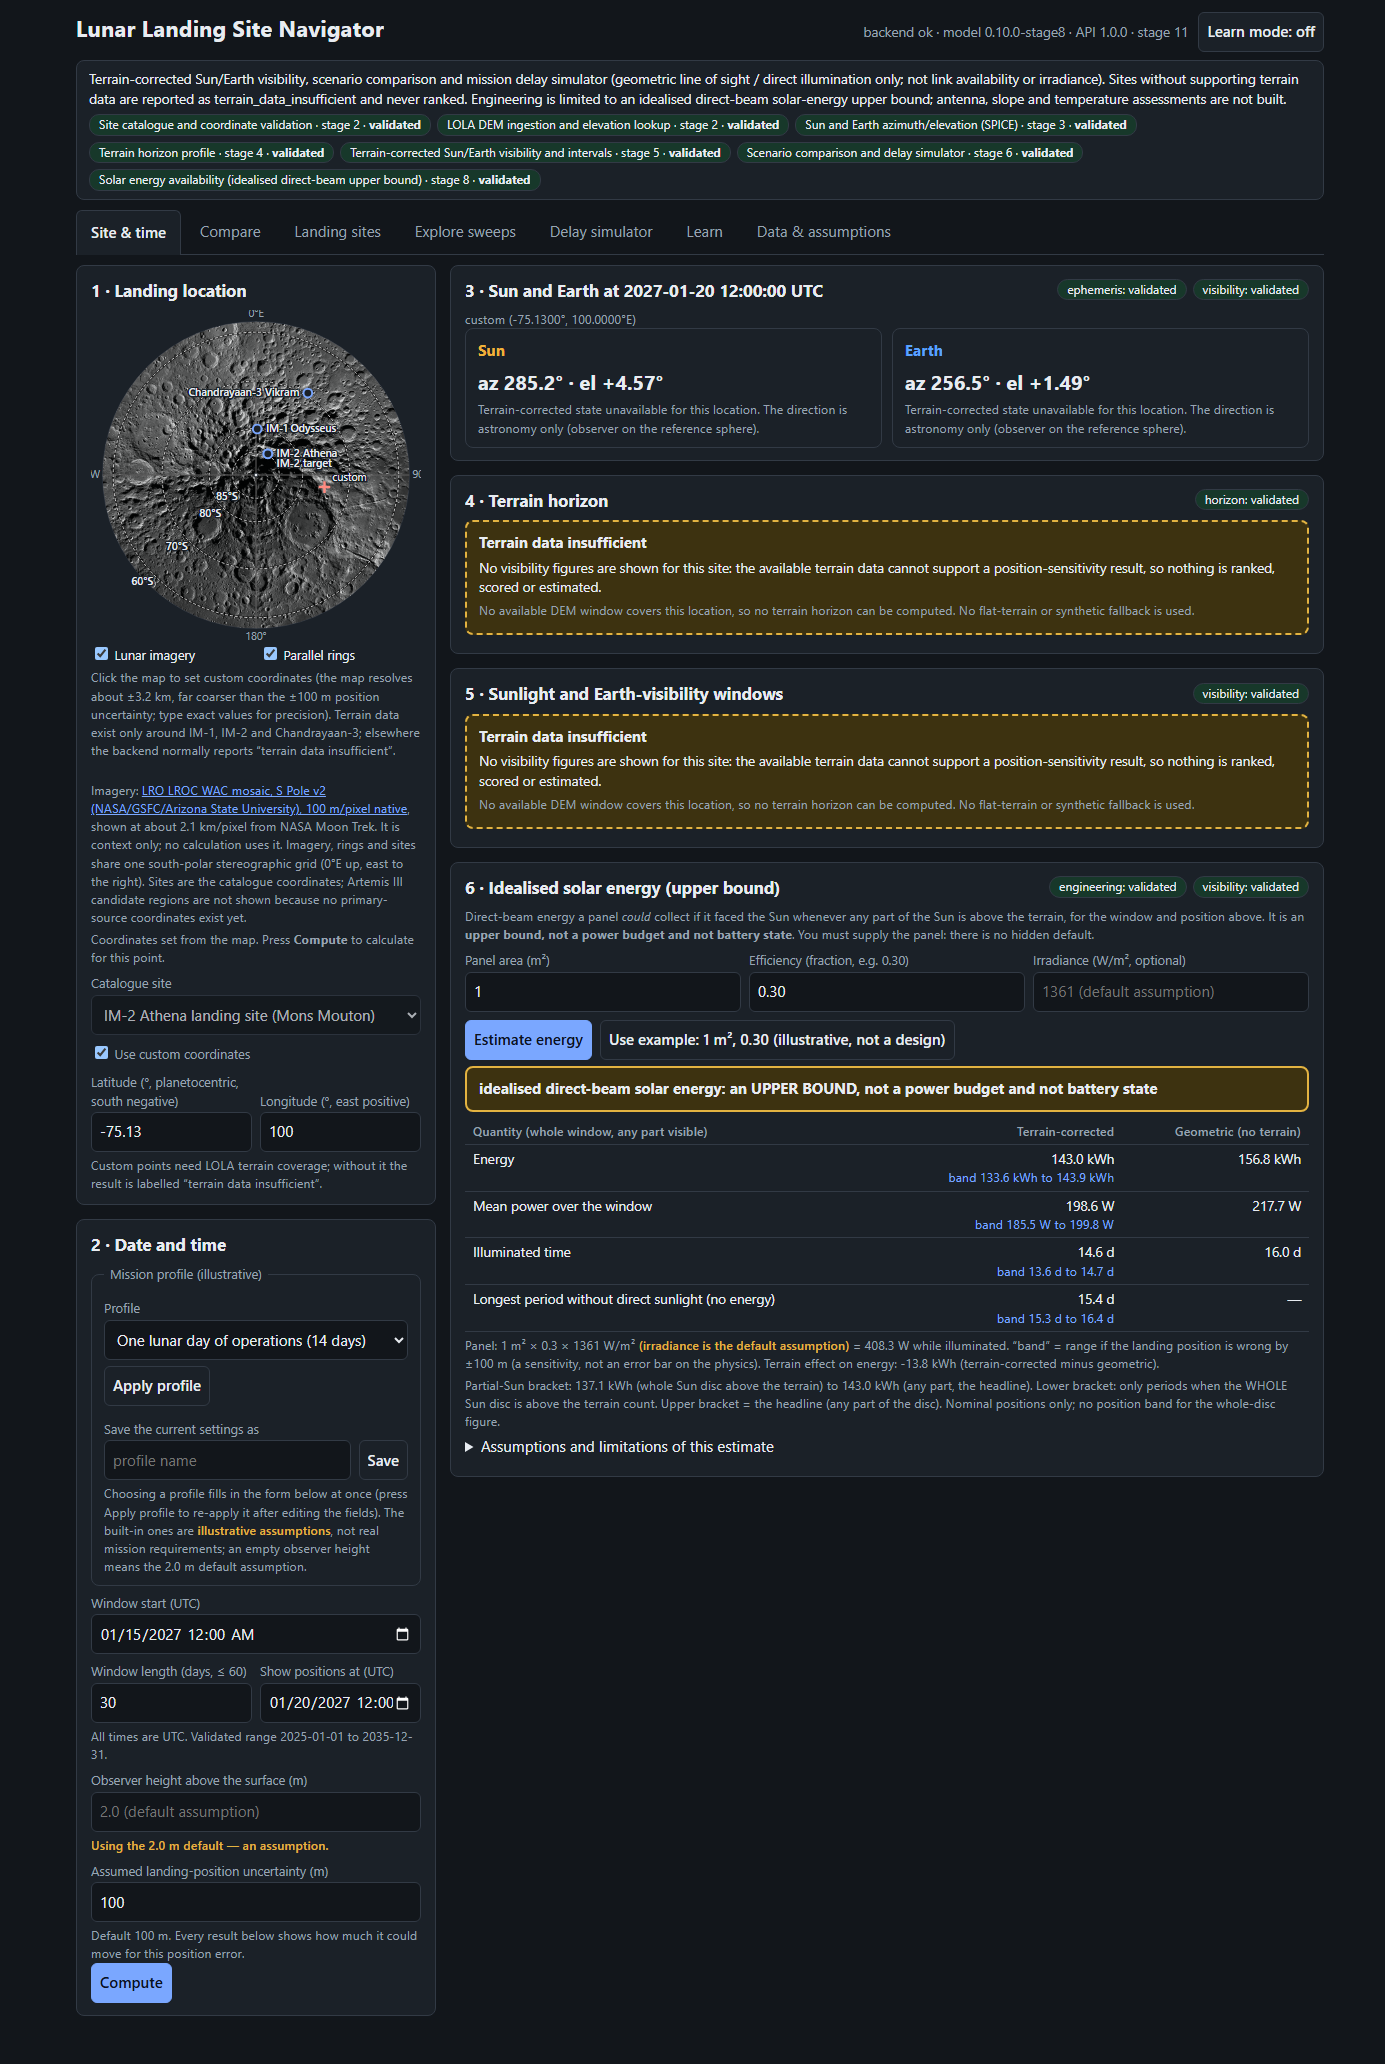 Lunar Landing Site Navigator
backend ok · model 0.10.0-stage8 · API 1.0.0 · stage 11
Learn mode: off
Terrain-corrected Sun/Earth visibility, scenario comparison and mission delay simulator (geometric line of sight / direct illumination only; not link availability or irradiance). Sites without supporting terrain
data are reported as terrain_data_insufficient and never ranked. Engineering is limited to an idealised direct-beam solar-energy upper bound; antenna, slope and temperature assessments are not built.
Site catalogue and coordinate validation · stage 2 · validated
LOLA DEM ingestion and elevation lookup · stage 2 · validated
Sun and Earth azimuth/elevation (SPICE) · stage 3 · validated
Terrain horizon profile · stage 4 · validated
Terrain-corrected Sun/Earth visibility and intervals · stage 5 · validated
Scenario comparison and delay simulator · stage 6 · validated
Solar energy availability (idealised direct-beam upper bound) · stage 8 · validated
Site & time
Compare
Landing sites
Explore sweeps
Delay simulator
Learn
Data & assumptions
1 · Landing location
0°E
Chandrayaan-3 Vikram
IM-1 Odysseus
IM-2 Athena
IM-2 target
custom
W
90
85°S
80°S
70°S
60°S
180°
Lunar imagery
Parallel rings
Click the map to set custom coordinates (the map resolves
about ±3.2 km, far coarser than the ±100 m position
uncertainty; type exact values for precision). Terrain data
exist only around IM-1, IM-2 and Chandrayaan-3; elsewhere
the backend normally reports “terrain data insufficient”.
Imagery: LRO LROC WAC mosaic, S Pole v2
(NASA/GSFC/Arizona State University), 100 m/pixel native,
shown at about 2.1 km/pixel from NASA Moon Trek. It is
context only; no calculation uses it. Imagery, rings and sites
share one south-polar stereographic grid (0°E up, east to
the right). Sites are the catalogue coordinates; Artemis III
candidate regions are not shown because no primary-
source coordinates exist yet.
Coordinates set from the map. Press Compute to calculate
for this point.
Catalogue site
IM-2 Athena landing site (Mons Mouton)
Use custom coordinates
Latitude (°, planetocentric,
south negative)
Longitude (°, east positive)
-75.13
100
Custom points need LOLA terrain coverage; without it the
result is labelled “terrain data insufficient”.
2 · Date and time
Mission profile (illustrative)
Profile
One lunar day of operations (14 days)
Apply profile
Save the current settings as
profile name
Save
Choosing a profile fills in the form below at once (press
Apply profile to re-apply it after editing the fields). The
built-in ones are illustrative assumptions, not real
mission requirements; an empty observer height
means the 2.0 m default assumption.
Window start (UTC)
01/15/2027 12:00 AM
Window length (days, ≤ 60)
Show positions at (UTC)
30
01/20/2027 12:00
All times are UTC. Validated range 2025-01-01 to 2035-12-
31.
Observer height above the surface (m)
2.0 (default assumption)
Using the 2.0 m default — an assumption.
Assumed landing-position uncertainty (m)
100
Default 100 m. Every result below shows how much it could
move for this position error.
Compute
3 · Sun and Earth at 2027-01-20 12:00:00 UTC
ephemeris: validated
visibility: validated
custom (-75.1300°, 100.0000°E)
Sun
az 285.2° · el +4.57°
Terrain-corrected state unavailable for this location. The direction is
astronomy only (observer on the reference sphere).
Earth
az 256.5° · el +1.49°
Terrain-corrected state unavailable for this location. The direction is
astronomy only (observer on the reference sphere).
4 · Terrain horizon
horizon: validated
Terrain data insufficient
No visibility figures are shown for this site: the available terrain data cannot support a position-sensitivity result, so nothing is ranked,
scored or estimated.
No available DEM window covers this location, so no terrain horizon can be computed. No flat-terrain or synthetic fallback is used.
5 · Sunlight and Earth-visibility windows
visibility: validated
Terrain data insufficient
No visibility figures are shown for this site: the available terrain data cannot support a position-sensitivity result, so nothing is ranked,
scored or estimated.
No available DEM window covers this location, so no terrain horizon can be computed. No flat-terrain or synthetic fallback is used.
6 · Idealised solar energy (upper bound)
engineering: validated
visibility: validated
Direct-beam energy a panel could collect if it faced the Sun whenever any part of the Sun is above the terrain, for the window and position above. It is an
upper bound, not a power budget and not battery state. You must supply the panel: there is no hidden default.
Panel area (m²)
Efficiency (fraction, e.g. 0.30)
Irradiance (W/m², optional)
1
0.30
1361 (default assumption)
Estimate energy
Use example: 1 m², 0.30 (illustrative, not a design)
idealised direct-beam solar energy: an UPPER BOUND, not a power budget and not battery state
Quantity (whole window, any part visible)
Terrain-corrected
Geometric (no terrain)
Energy
143.0 kWh
156.8 kWh
band 133.6 kWh to 143.9 kWh
Mean power over the window
198.6 W
217.7 W
band 185.5 W to 199.8 W
Illuminated time
14.6 d
16.0 d
band 13.6 d to 14.7 d
Longest period without direct sunlight (no energy)
15.4 d
—
band 15.3 d to 16.4 d
Panel: 1 m² × 0.3 × 1361 W/m² (irradiance is the default assumption) = 408.3 W while illuminated. “band” = range if the landing position is wrong by
±100 m (a sensitivity, not an error bar on the physics). Terrain effect on energy: -13.8 kWh (terrain-corrected minus geometric).
Partial-Sun bracket: 137.1 kWh (whole Sun disc above the terrain) to 143.0 kWh (any part, the headline). Lower bracket: only periods when the WHOLE
Sun disc is above the terrain count. Upper bracket = the headline (any part of the disc). Nominal positions only; no position band for the whole-disc
figure.
Assumptions and limitations of this estimate